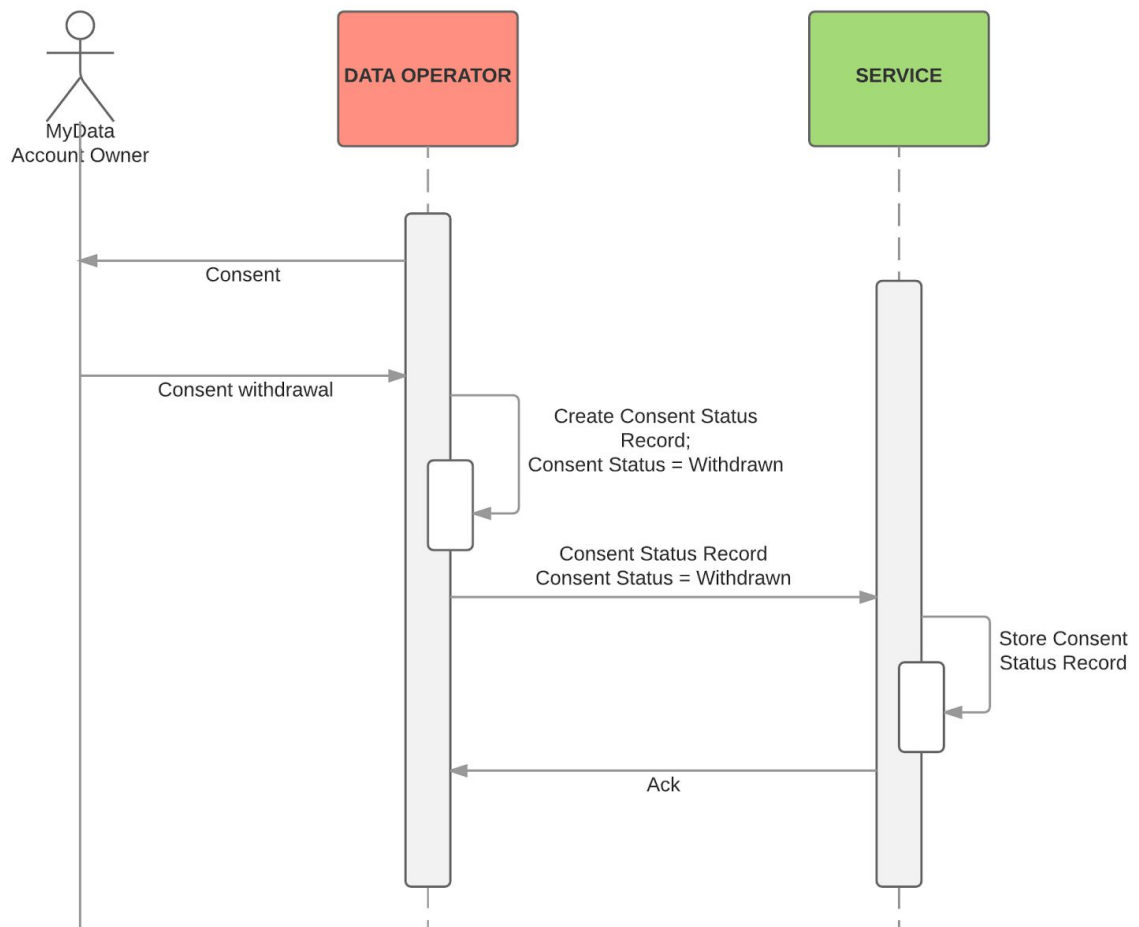 MyData
Account Owner
DATA OPERATOR
SERVICE
Consent
Consent withdrawal
Create Consent Status
Record;
Consent Status = Withdrawn
Consent Status Record
Consent Status = Withdrawn
Store Consent
Status Record
Ack